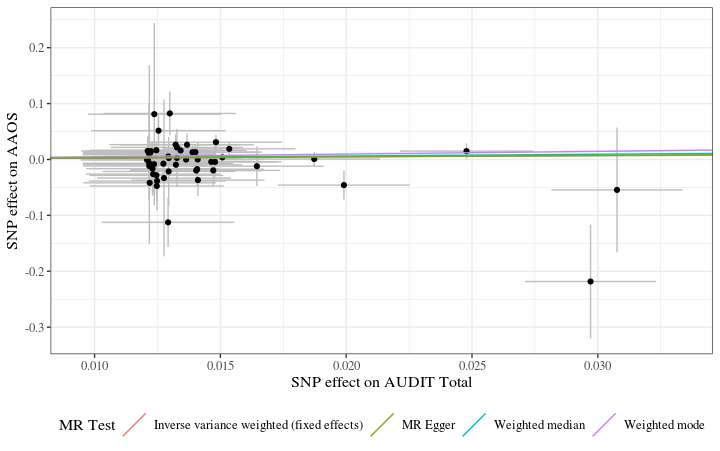 0.2
0.1
0.0
-0.1
-0.2
-0.3
SNP effect on AAOS
0.010 0.015 0.020 0.025 0.030
SNP effect on AUDIT Total
MR Test Inverse variance weighted (fixed effects) MR Egger Weighted median Weighted mode